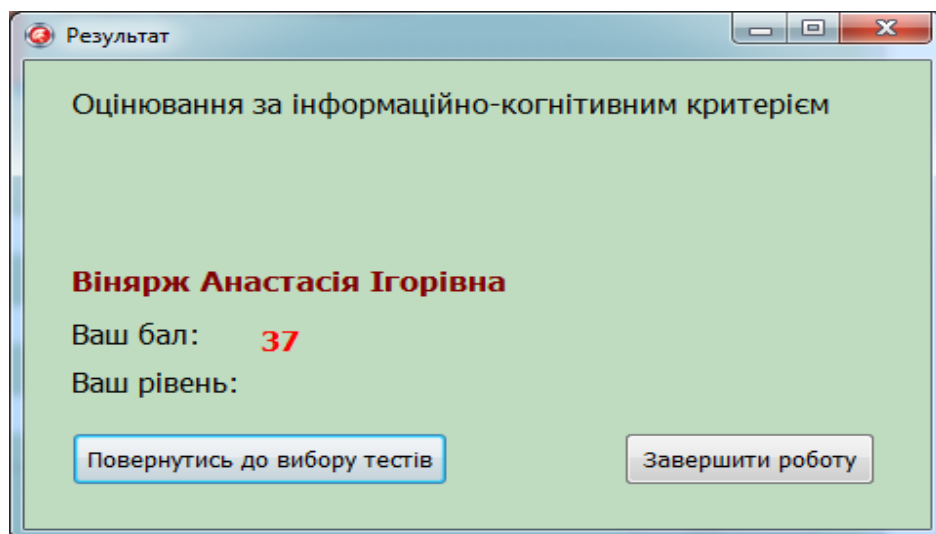 Результат
Оцінювання за інформаційно-когнітивним критерієм
Вінярж Анастасія Ігорівна
Ваш бал: 37
Ваш рівень:
Повернутись до вибору тестів Завершити роботу